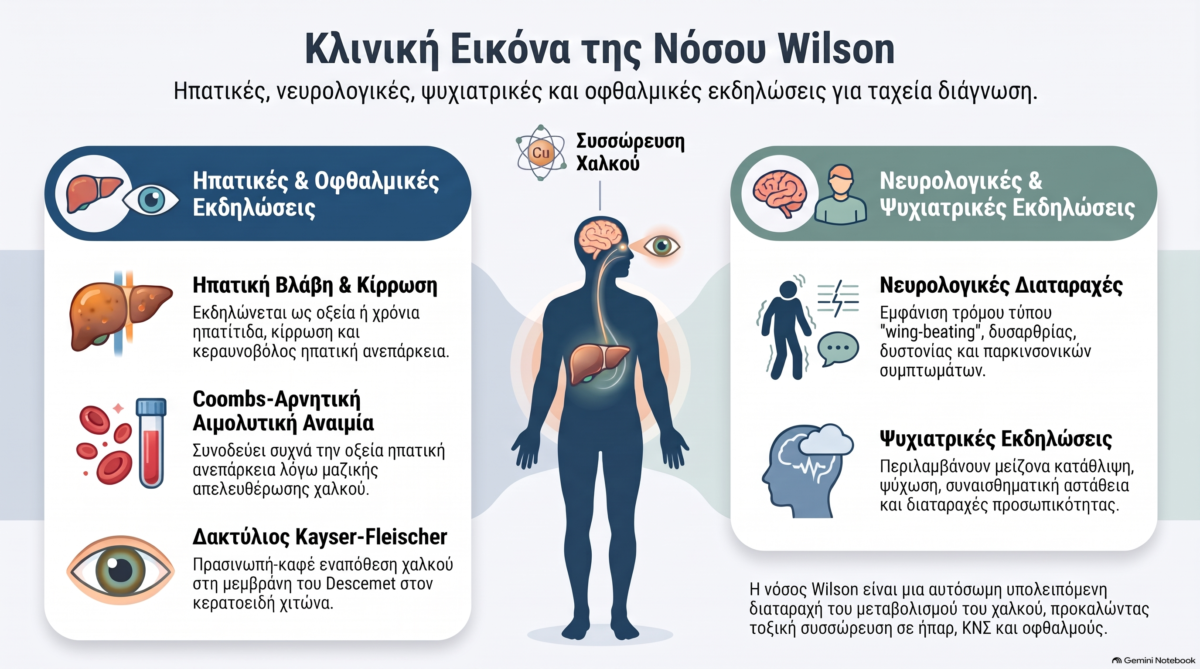 Κλινική Εικόνα της Νόσου Wilson
Ηπατικές, νευρολογικές, ψυχιατρικές και οφθαλμικές εκδηλώσεις για ταχεία διάγνωση.
Cu
Συσσώρευση
Χαλκού
Ηπατικές & Οφθαλμικές
Εκδηλώσεις
Ηπατική Βλάβη & Κίρρωση
Εκδηλώνεται ως οξεία ή χρόνια
ηπατίτιδα, κίρρωση και
κεραυνοβόλος ηπατική ανεπάρκεια.
Coombs-Αρνητική
Αιμολυτική Αναιμία
Συνοδεύει συχνά την οξεία ηπατική
ανεπάρκεια λόγω μαζικής
απελευθέρωσης χαλκού.
Δακτύλιος Kayser-Fleischer
Πρασινωπή-καφέ εναπόθεση χαλκού
στη μεμβράνη του Descemet στον
κερατοειδή χιτώνα.
Νευρολογικές &
Ψυχιατρικές Εκδηλώσεις
Νευρολογικές Διαταραχές
Εμφάνιση τρόμου τύπου
"wing-beating", δυσαρθρίας,
δυστονίας και παρκινσονικών
συμπτωμάτων.
Ψυχιατρικές Εκδηλώσεις
Περιλαμβάνουν μείζονα κατάθλιψη,
ψύχωση, συναισθηματική αστάθεια
και διαταραχές προσωπικότητας.
Η νόσος Wilson είναι μια αυτόσωμη υπολειπόμενη
διαταραχή του μεταβολισμού του χαλκού, προκαλώντας
τοξική συσσώρευση σε ήπαρ, ΚΝΣ και οφθαλμούς.
Gemini Notebook